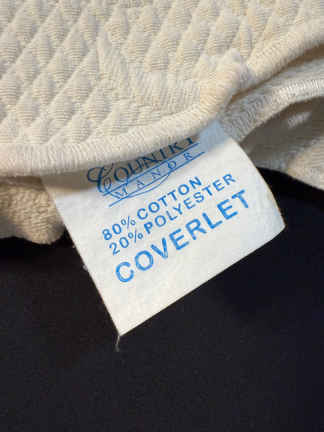 COUNTRY
MANOR
80% COTTON
20% POLYESTER
COVERLET